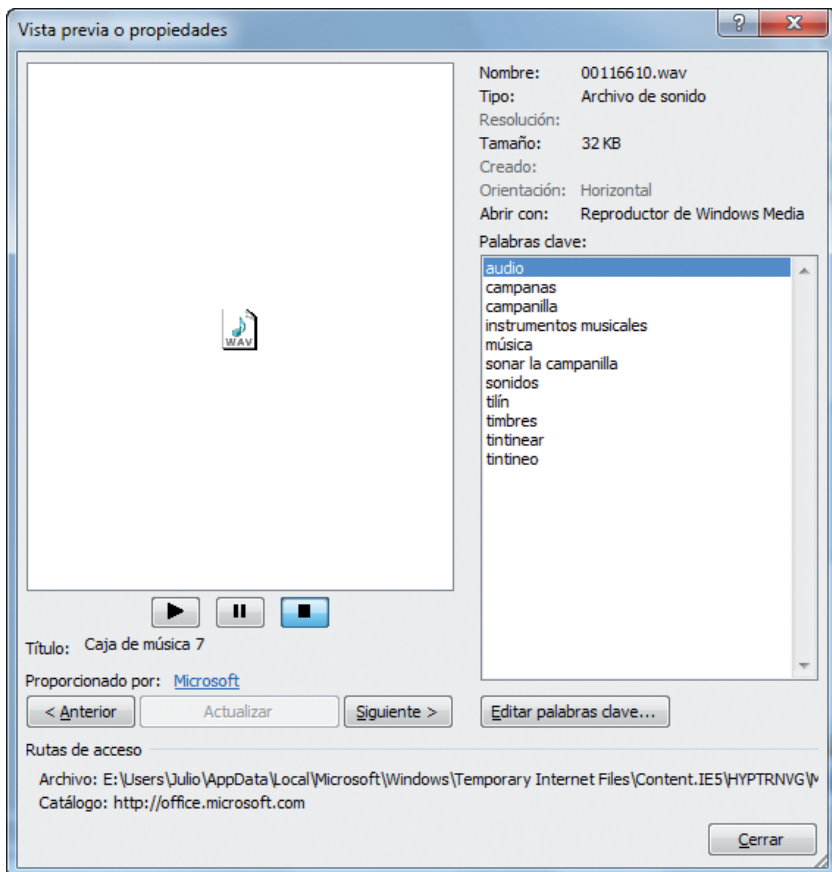 Vista previa o propiedades
?
X
WAV
Nombre: 00116610.wav
Tipo: Archivo de sonido
Resolución:
Tamaño: 32 KB
Creado:
Orientación: Horizontal
Abrir con: Reproductor de Windows Media
Palabras clave:
audio
campanas
campanilla
instrumentos musicales
música
sonar la campanilla
sonidos
tilín
timbres
tintinear
tintineo
Título: Caja de música 7
Proporcionado por: Microsoft
< Anterior Actualizar Siguiente > Editar palabras clave...
Rutas de acceso
Archivo: E:\Users\Julio\AppData\Local\Microsoft\Windows\Temporary Internet Files\Content.IE5\HYPTRNVG\M
Catálogo: http://office.microsoft.com
Cerrar